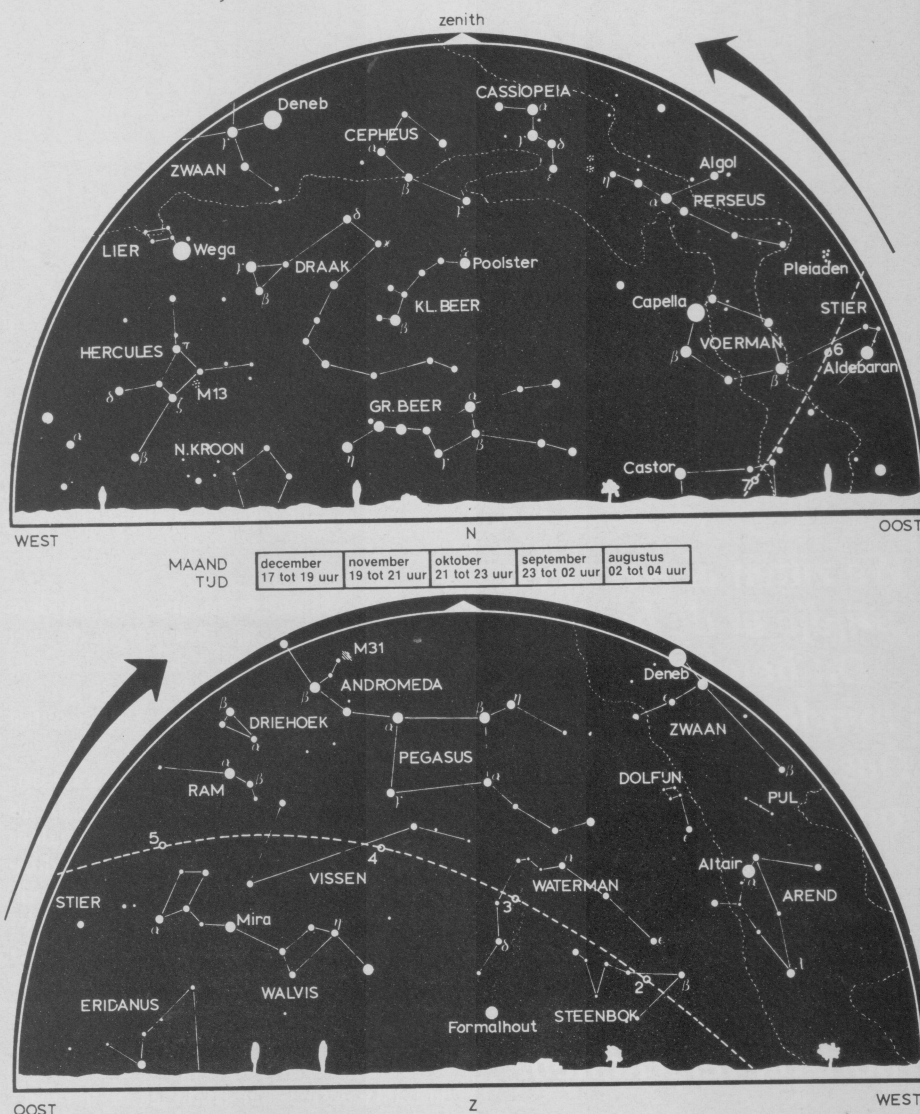 zenith
CASSIOPEIA
α
γ
δ
ε
Deneb
γ
ZWAAN
CEPHEUS
α
β
γ
Algol
η
α
PERSEUS
LIER
Wega
δ
γ
DRAAK
β
Poolster
KL.BEER
β
Pleiaden
STIER
Capella
VOERMAN
β
β
6
Aldebaran
HERCULES
δ
ζ
M13
α
β
N.KROON
GR.BEER
α
β
γ
η
Castor
7
WEST
N
OOST
MAAND
TIJD
december
17 tot 19 uur
november
19 tot 21 uur
oktober
21 tot 23 uur
september
23 tot 02 uur
augustus
02 tot 04 uur
M31
β
ANDROMEDA
Deneb
ε
ZWAAN
β
β
DRIEHOEK
α
α
β
η
PEGASUS
γ
α
RAM
α
β
DOLFIJN
PIJL
ε
5
4
VISSEN
WATERMAN
α
3
Altair
α
AREND
STIER
α
Mira
η
δ
ε
λ
2
β
ERIDANUS
WALVIS
Formalhout
STEENBOK
OOST
Z
WEST